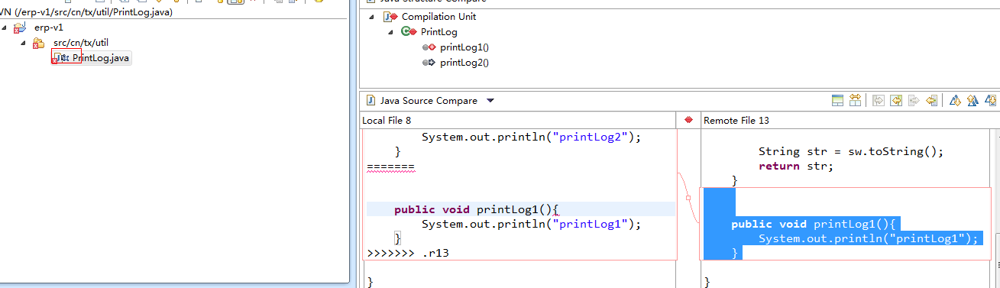 VN (/erp-v1/src/cn/tx/util/PrintLog.java)
erp-v1
src/cn/tx/util
PrintLog.java
Java Structure Compare
Compilation Unit
PrintLog
printLog1()
printLog2()
Java Source Compare
Local File 8
Remote File 13
System.out.println("printLog2");
}
=======
public void printLog1(){
System.out.println("printLog1");
}
>>>>>>> .r13
}
String str = sw.toString();
return str;
}
public void printLog1(){
System.out.println("printLog1");
}
}